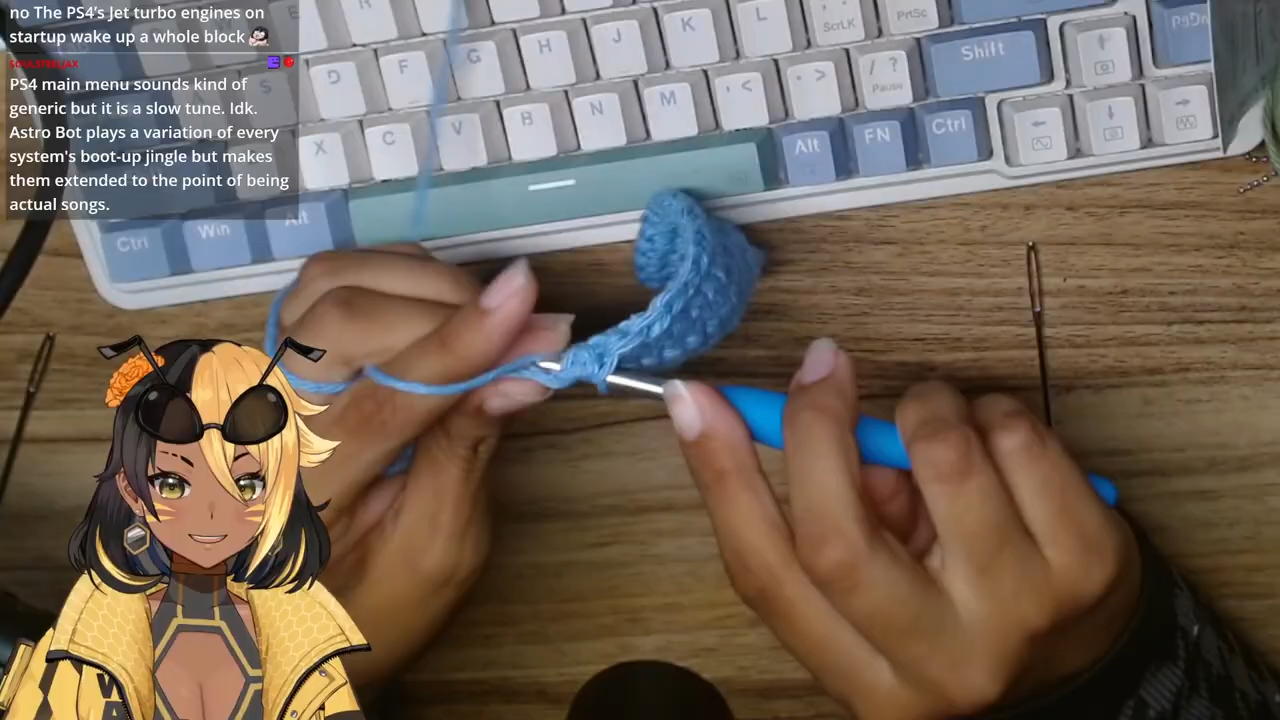 no The PS4's Jet turbo engines on
startup wake up a whole block
PS4 main menu sounds kind of
generic but it is a slow tune. Idk.
Astro Bot plays a variation of every
system's boot-up jingle but makes
them extended to the point of being
actual songs.
K L ScrLK PrtSc PgDn
D F G H J Shift
S
X C V B N M , < . > / ? Pause
Ctrl Win Alt Alt FN Ctrl